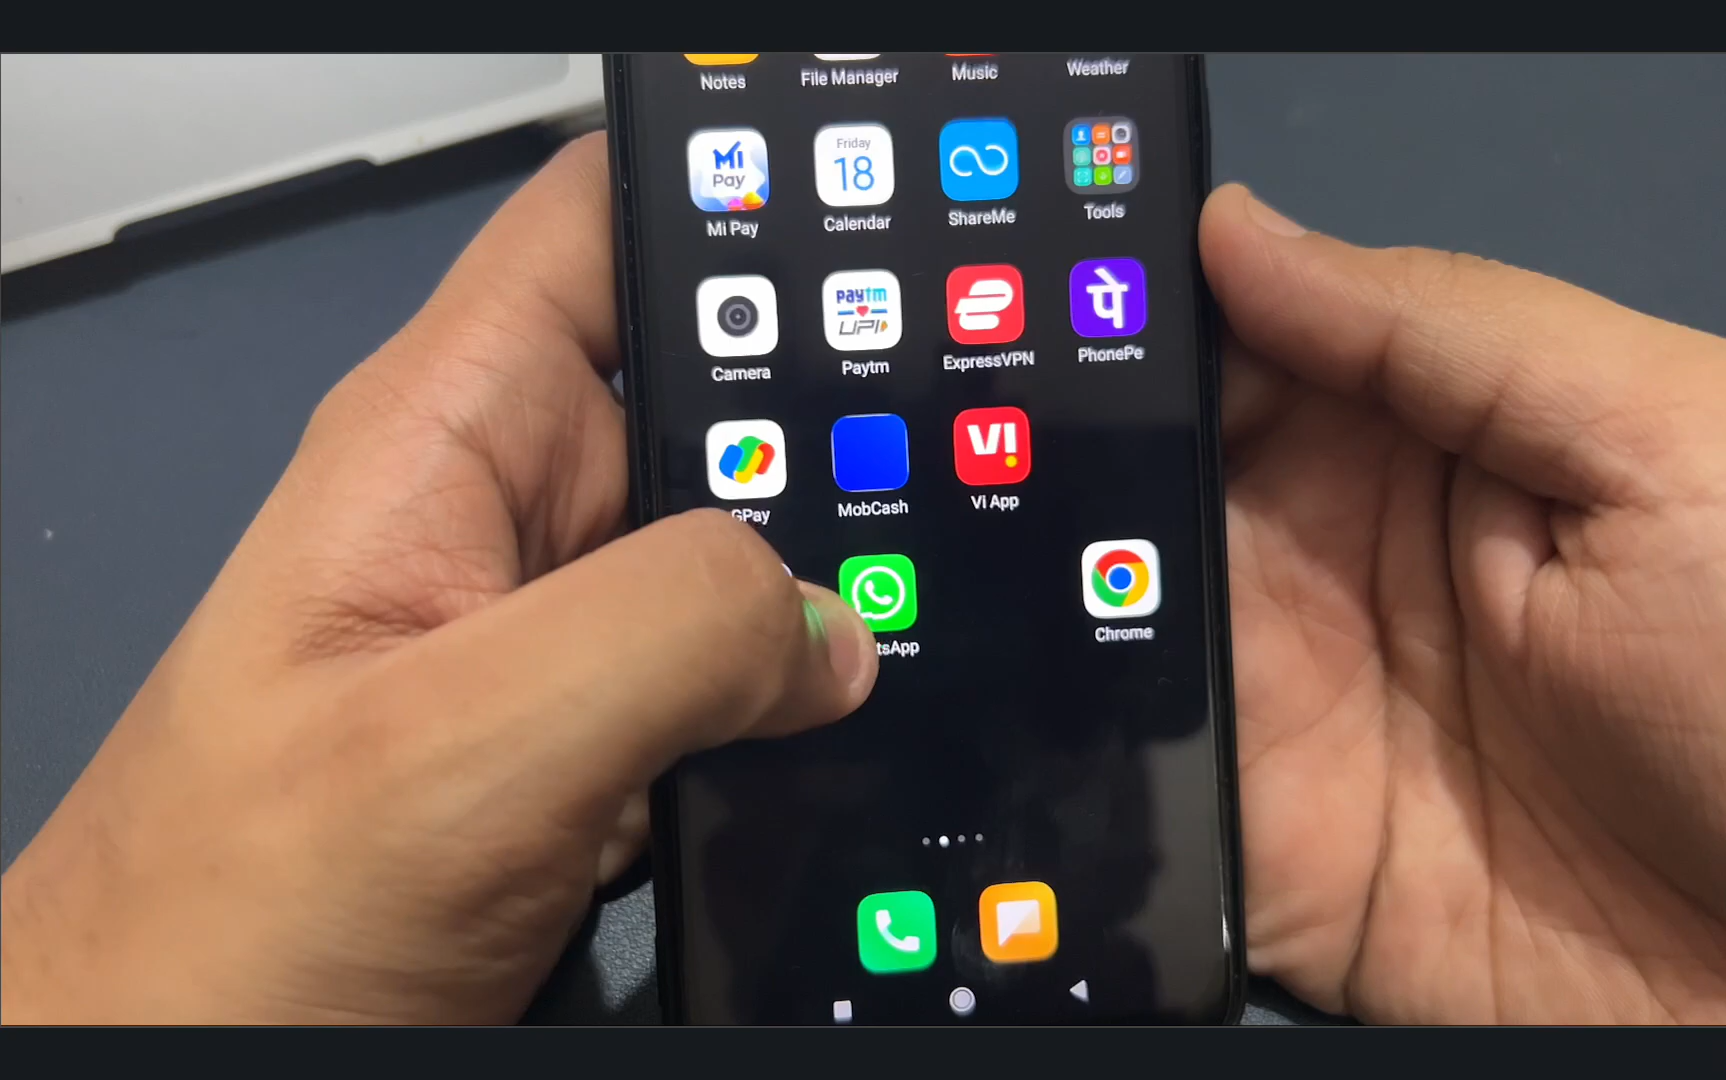 Notes
File Manager
Music
Weather
Mi
Pay
Friday
18
Mi Pay
Calendar
ShareMe
Tools
paytm
UPI
पे
Camera
Paytm
ExpressVPN
PhonePe
VI
GPay
MobCash
Vi App
tsApp
Chrome